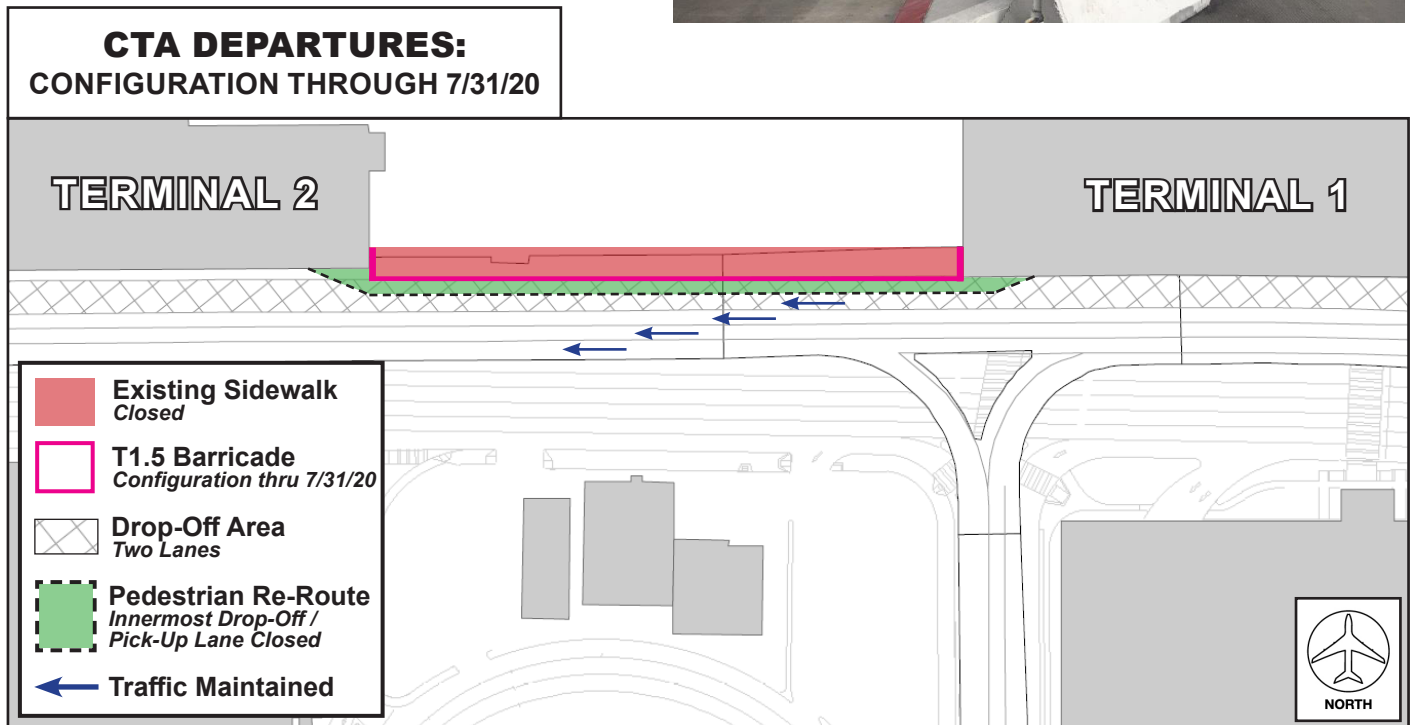 CTA DEPARTURES:
CONFIGURATION THROUGH 7/31/20
TERMINAL 2
TERMINAL 1
Existing Sidewalk
Closed
T1.5 Barricade
Configuration thru 7/31/20
Drop-Off Area
Two Lanes
Pedestrian Re-Route
Innermost Drop-Off /
Pick-Up Lane Closed
Traffic Maintained
NORTH